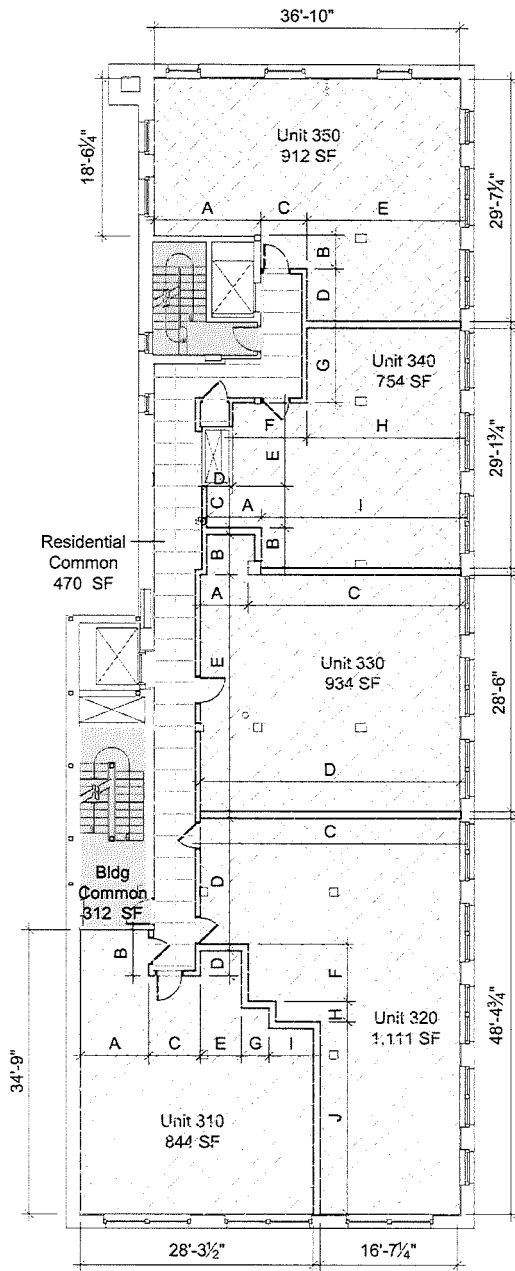 36'-10"
18'-6¼"
Unit 350
912 SF
29'-7¼"
A
C
E
B
D
G
Unit 340
754 SF
F
H
E
29'-1¾"
D
C
A
I
B
B
Residential
Common
470 SF
A
C
E
Unit 330
934 SF
28'-6"
D
C
Bldg
Common
312 SF
D
B
D
F
H
Unit 320
1,111 SF
48'-4¾"
A
C
E
G
I
34'-9"
J
Unit 310
844 SF
28'-3½"
16'-7¼"